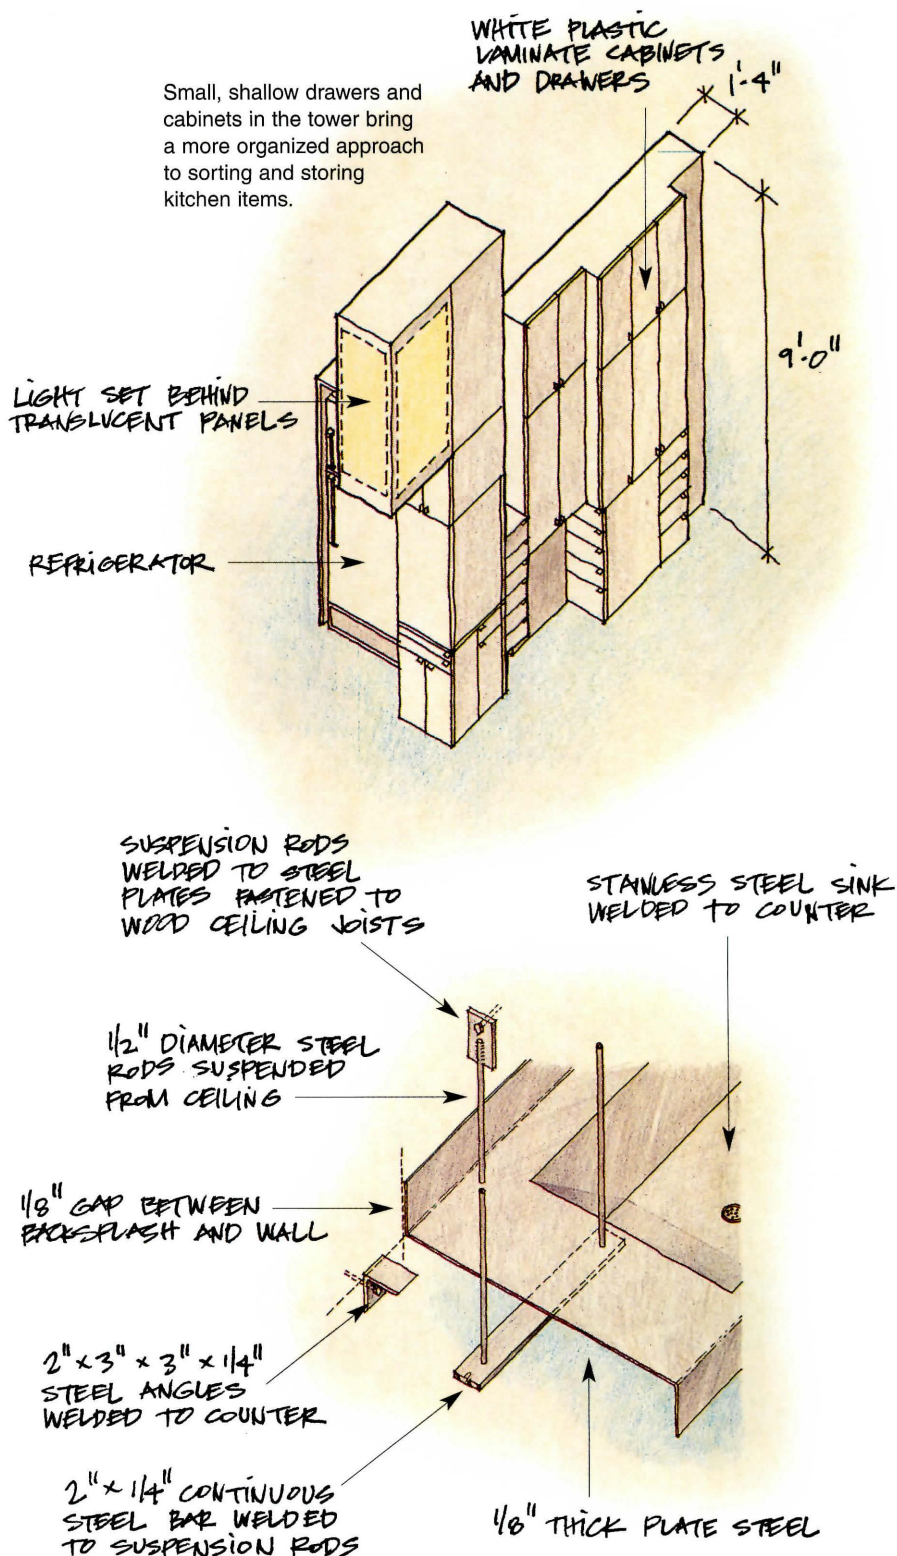 WHITE PLASTIC
LAMINATE CABINETS
AND DRAWERS
1'-4"
Small, shallow drawers and
cabinets in the tower bring
a more organized approach
to sorting and storing
kitchen items.
9'-0"
LIGHT SET BEHIND
TRANSLUCENT PANELS
REFRIGERATOR
SUSPENSION RODS
WELDED TO STEEL
PLATES FASTENED TO
WOOD CEILING JOISTS
STAINLESS STEEL SINK
WELDED TO COUNTER
1/2" DIAMETER STEEL
RODS SUSPENDED
FROM CEILING
1/8" GAP BETWEEN
BACKSPLASH AND WALL
2" x 3" x 3" x 1/4"
STEEL ANGLES
WELDED TO COUNTER
2" x 1/4" CONTINUOUS
STEEL BAR WELDED
TO SUSPENSION RODS
1/8" THICK PLATE STEEL